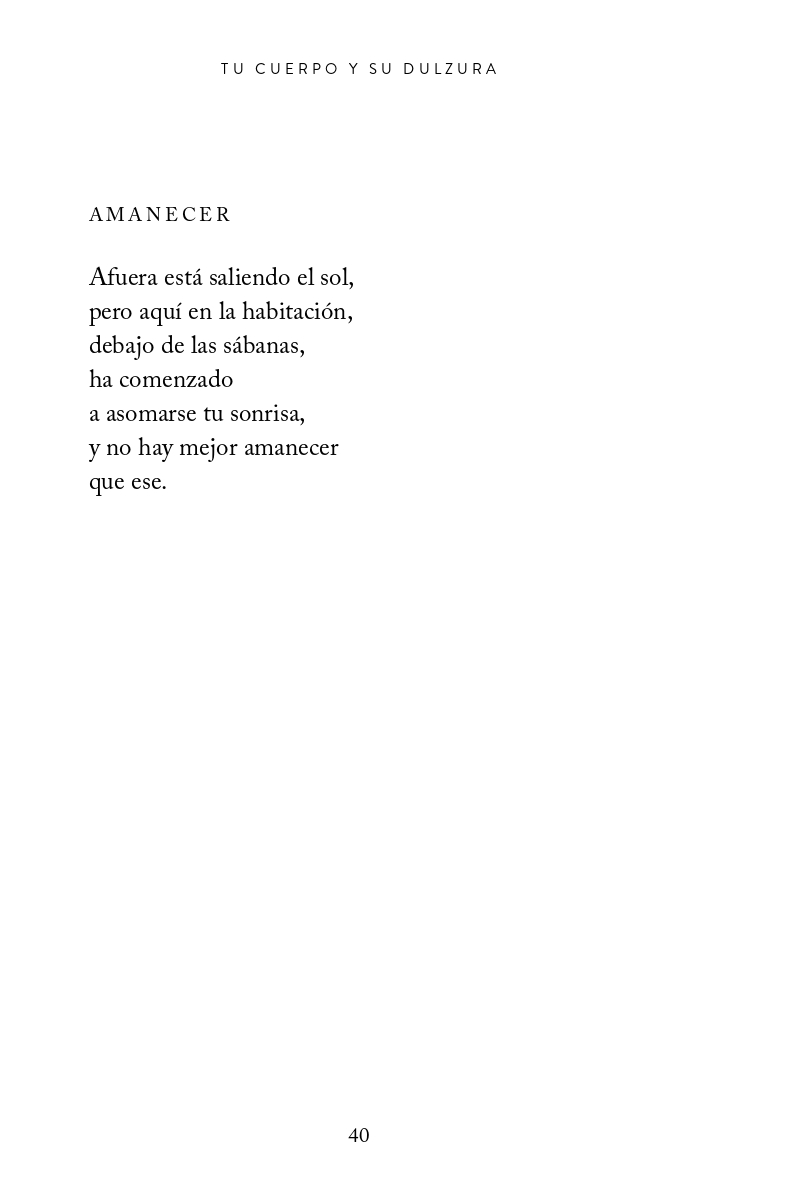 TU CUERPO Y SU DULZURA
AMANECER
Afuera está saliendo el sol,
pero aquí en la habitación,
debajo de las sábanas,
ha comenzado
a asomarse tu sonrisa,
y no hay mejor amanecer
que ese.
40